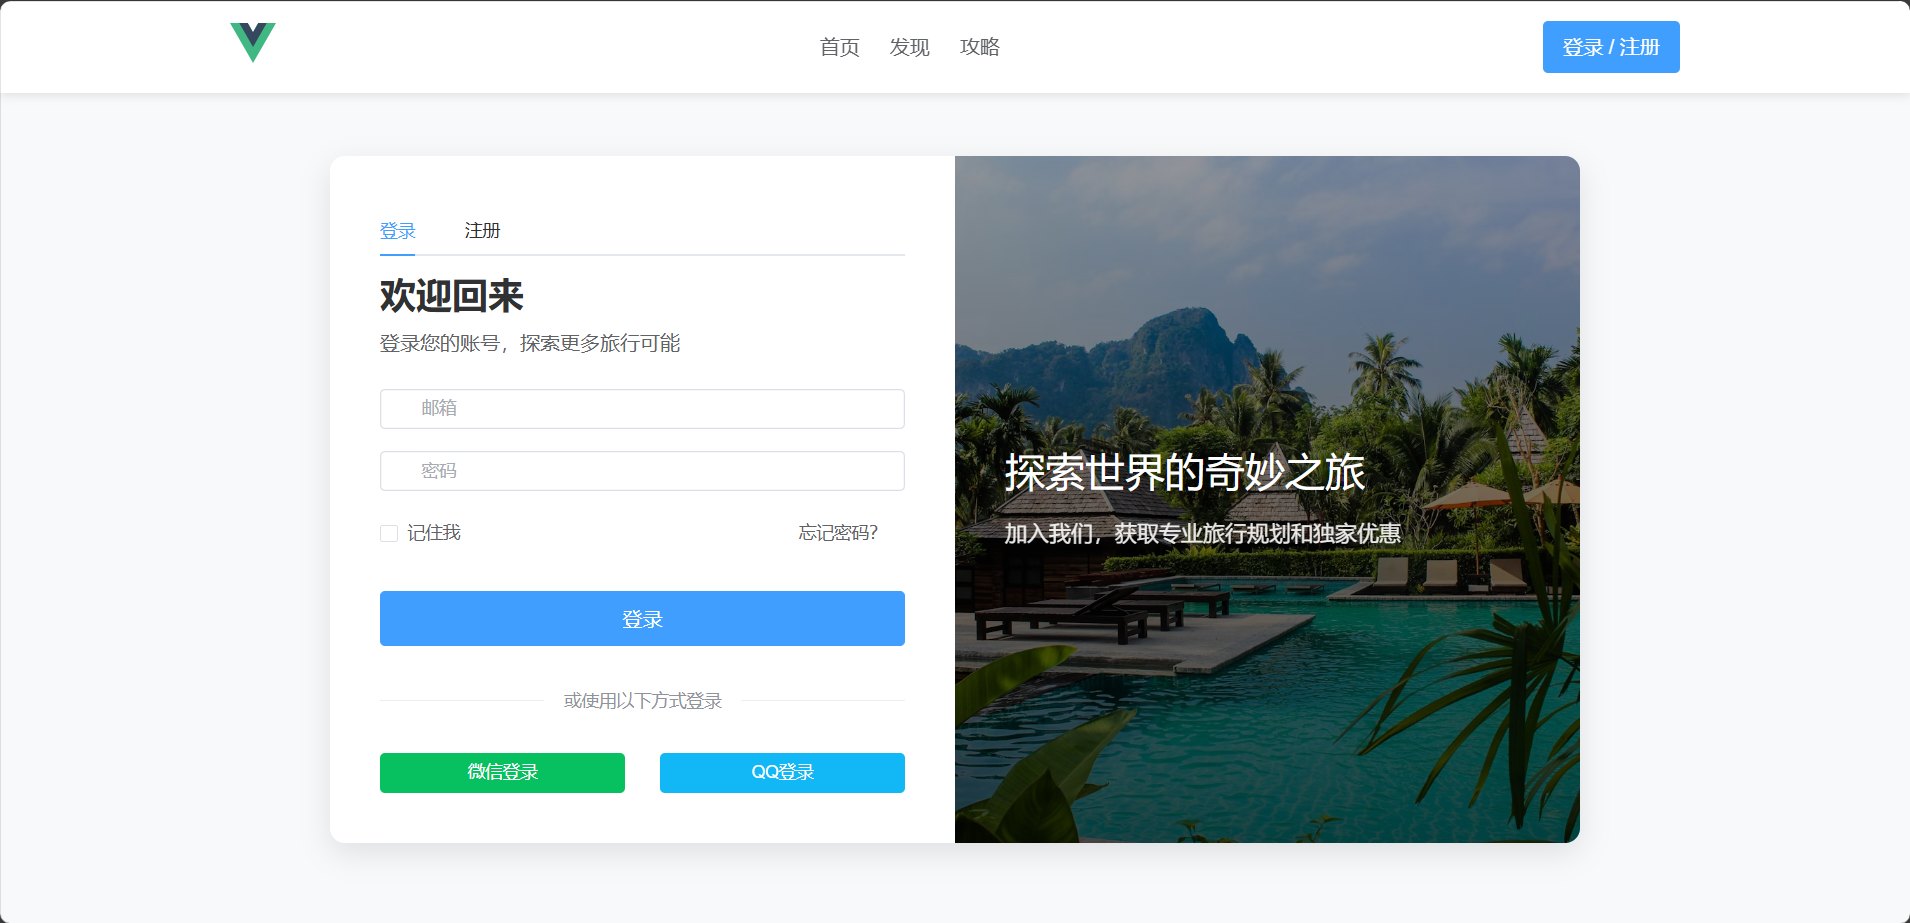 首页 发现 攻略 登录 / 注册
登录 注册
欢迎回来
登录您的账号，探索更多旅行可能
邮箱
密码
记住我 忘记密码?
登录
或使用以下方式登录
微信登录 QQ登录
探索世界的奇妙之旅
加入我们，获取专业旅行规划和独家优惠